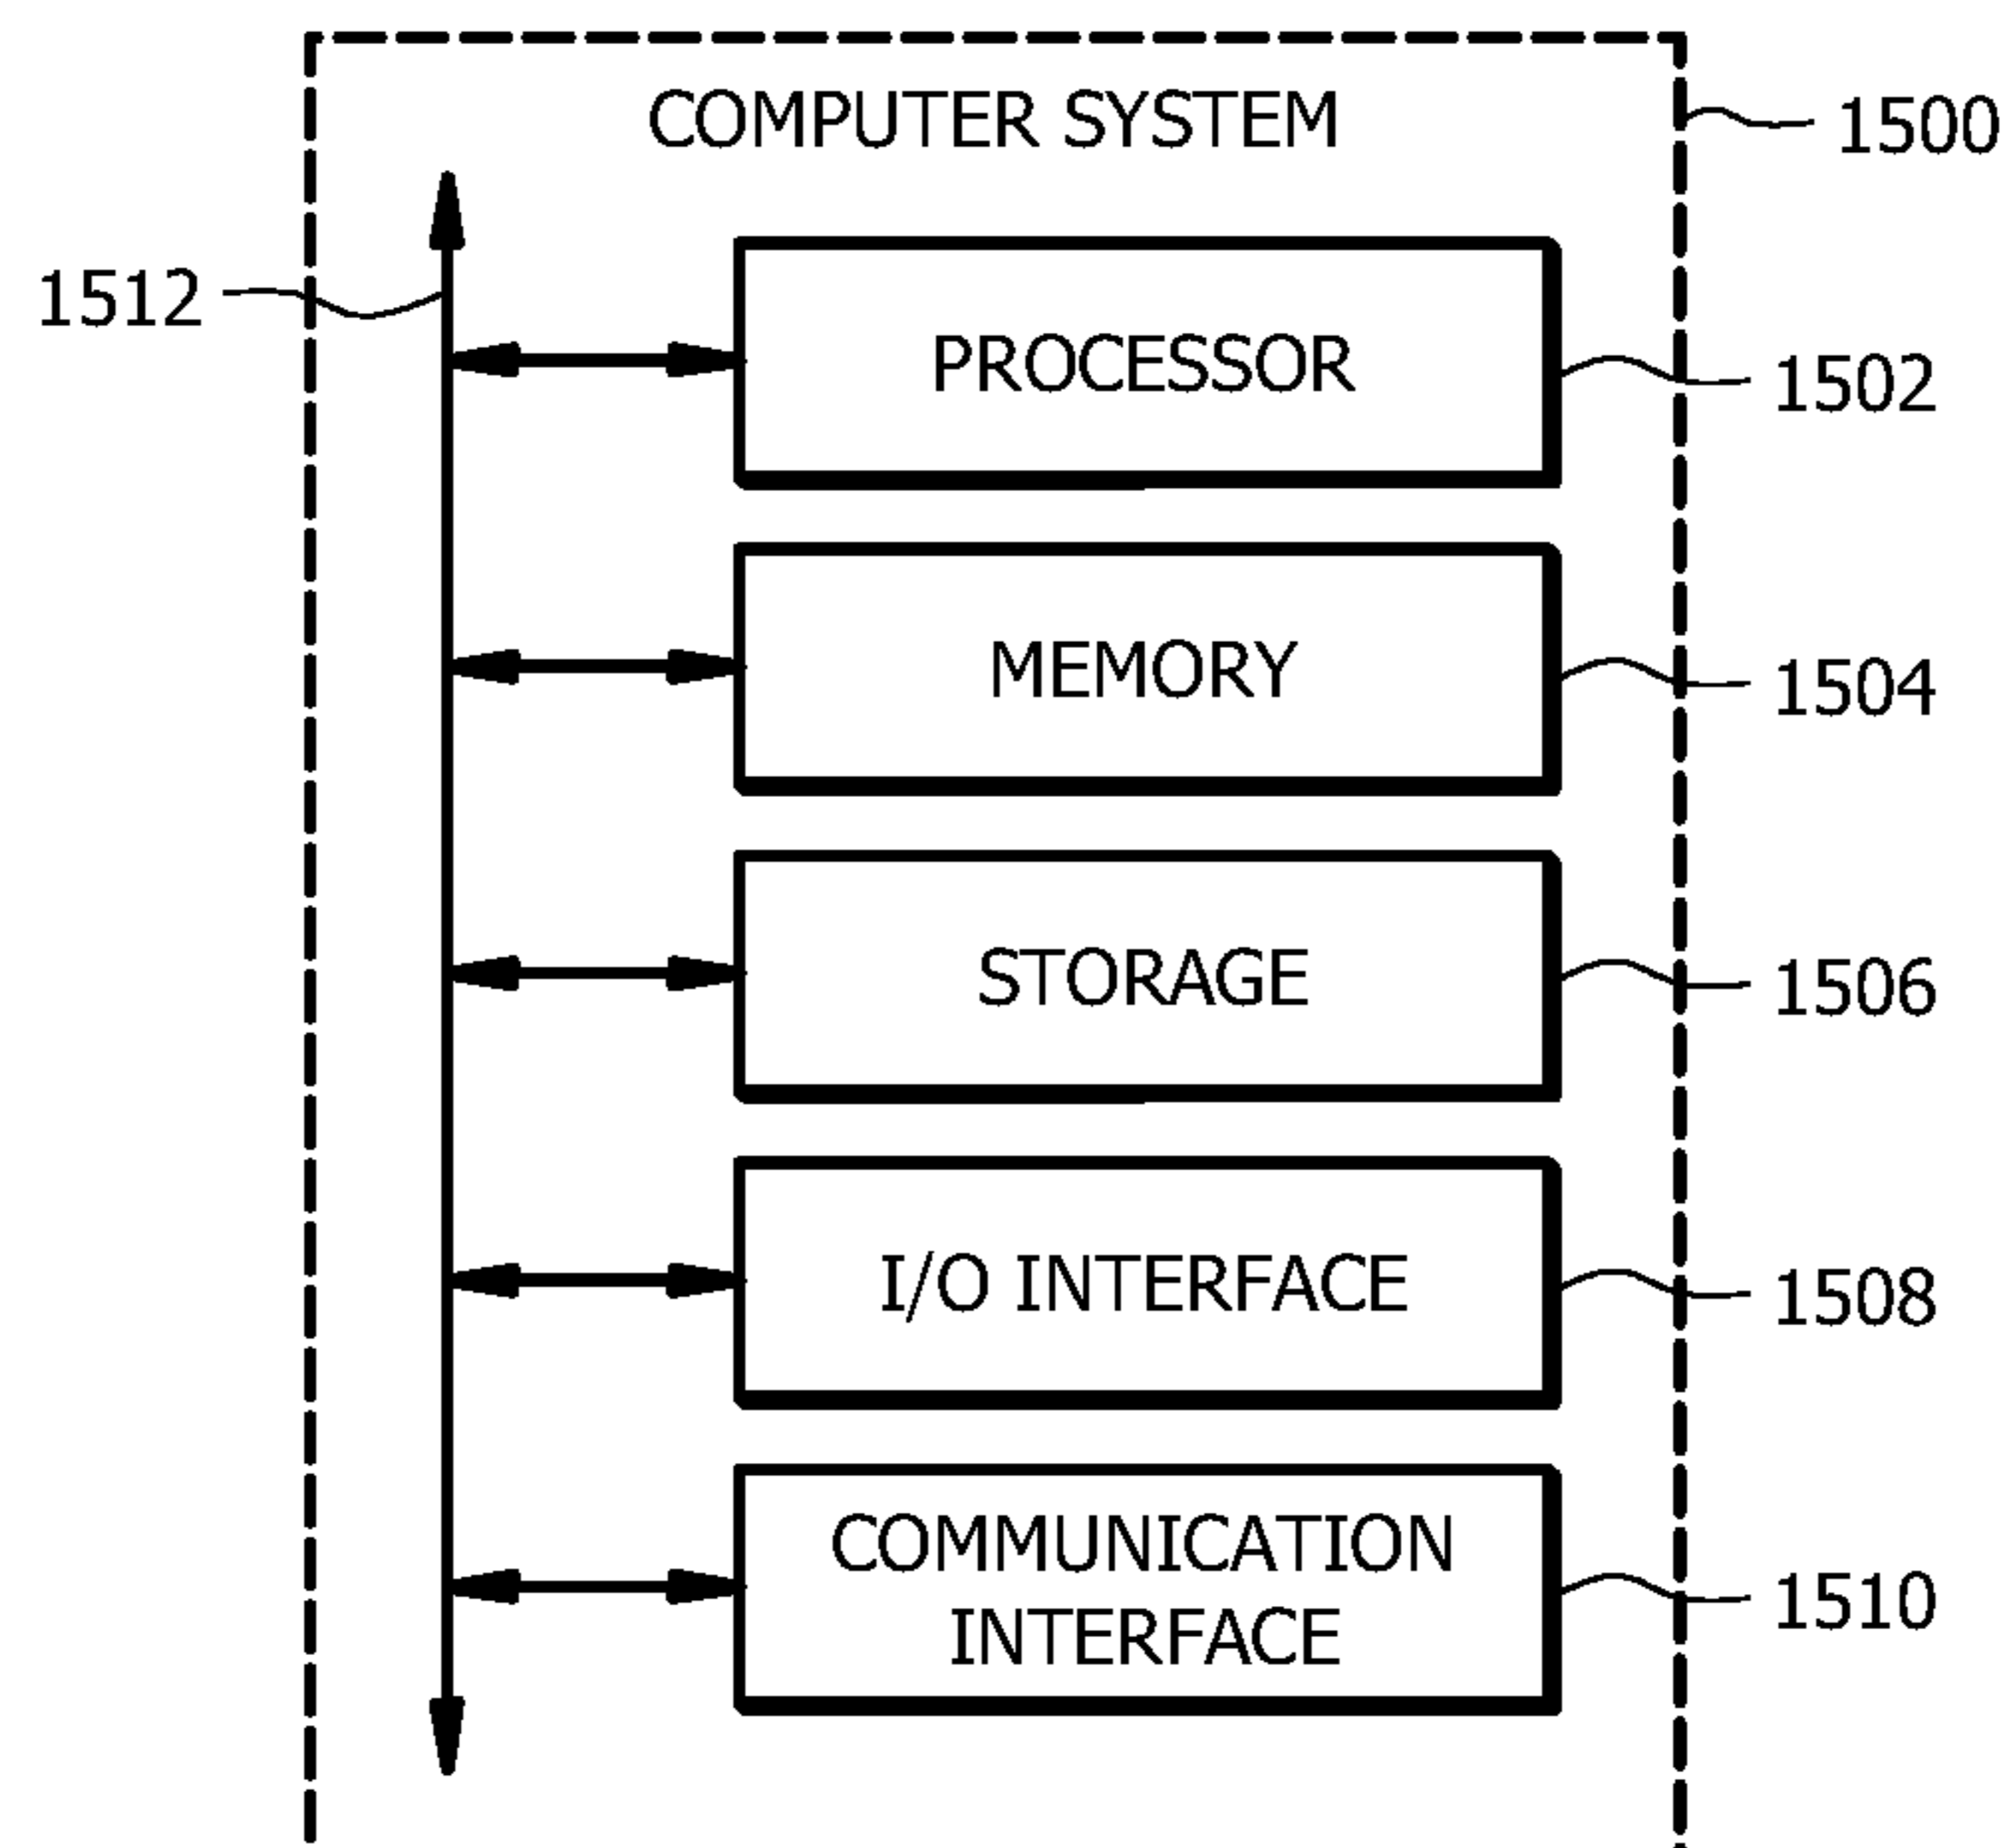 COMPUTER SYSTEM
1500
1512
PROCESSOR
1502
MEMORY
1504
STORAGE
1506
I/O INTERFACE
1508
COMMUNICATION
INTERFACE
1510